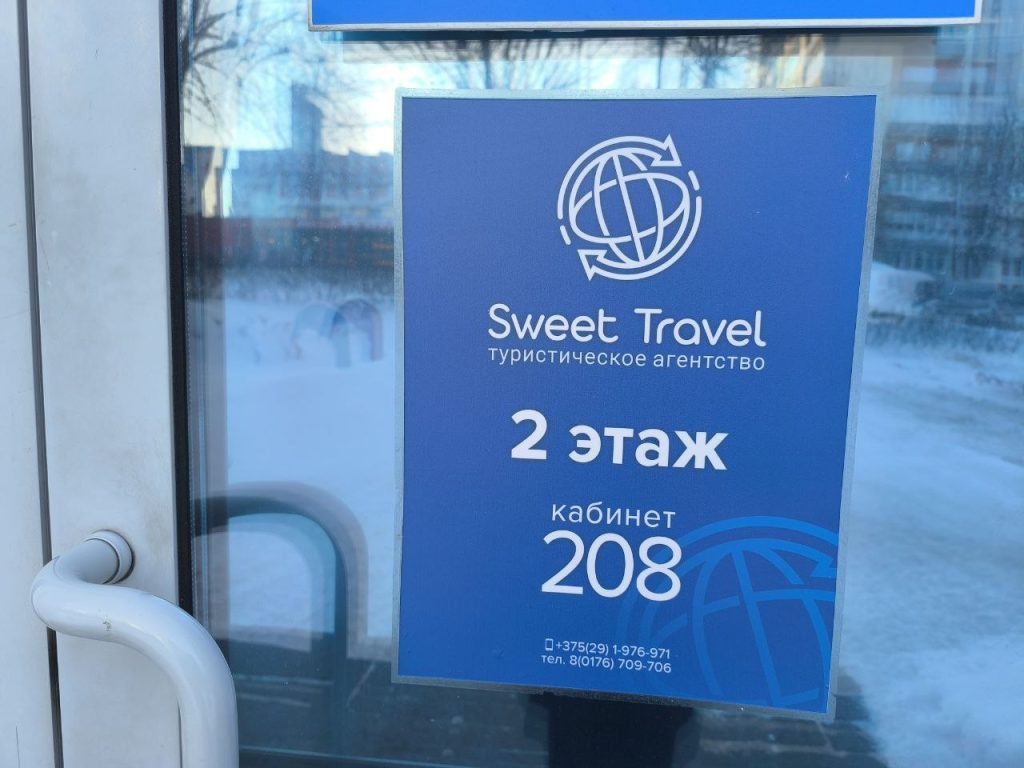 Sweet Travel
туристическое агентство
2 этаж
кабинет
208
+375(29) 1-976-971
тел. 8(0176) 709-706